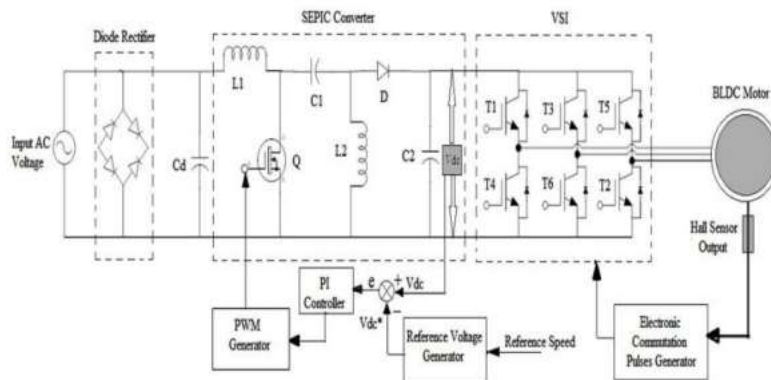 SEPIC Converter
VSI
Diode Rectifier
BLDC Motor
L1
C1
D
T1
T3
T5
Input AC
Voltage
Cd
Q
L2
C2
Vdc
T4
T6
T2
Hall Sensor
Output
PI
Controller
e
+
Vdc
−
Vdc*
PWM
Generator
Reference Voltage
Generator
Reference Speed
Electronic
Commutation
Pulses Generator